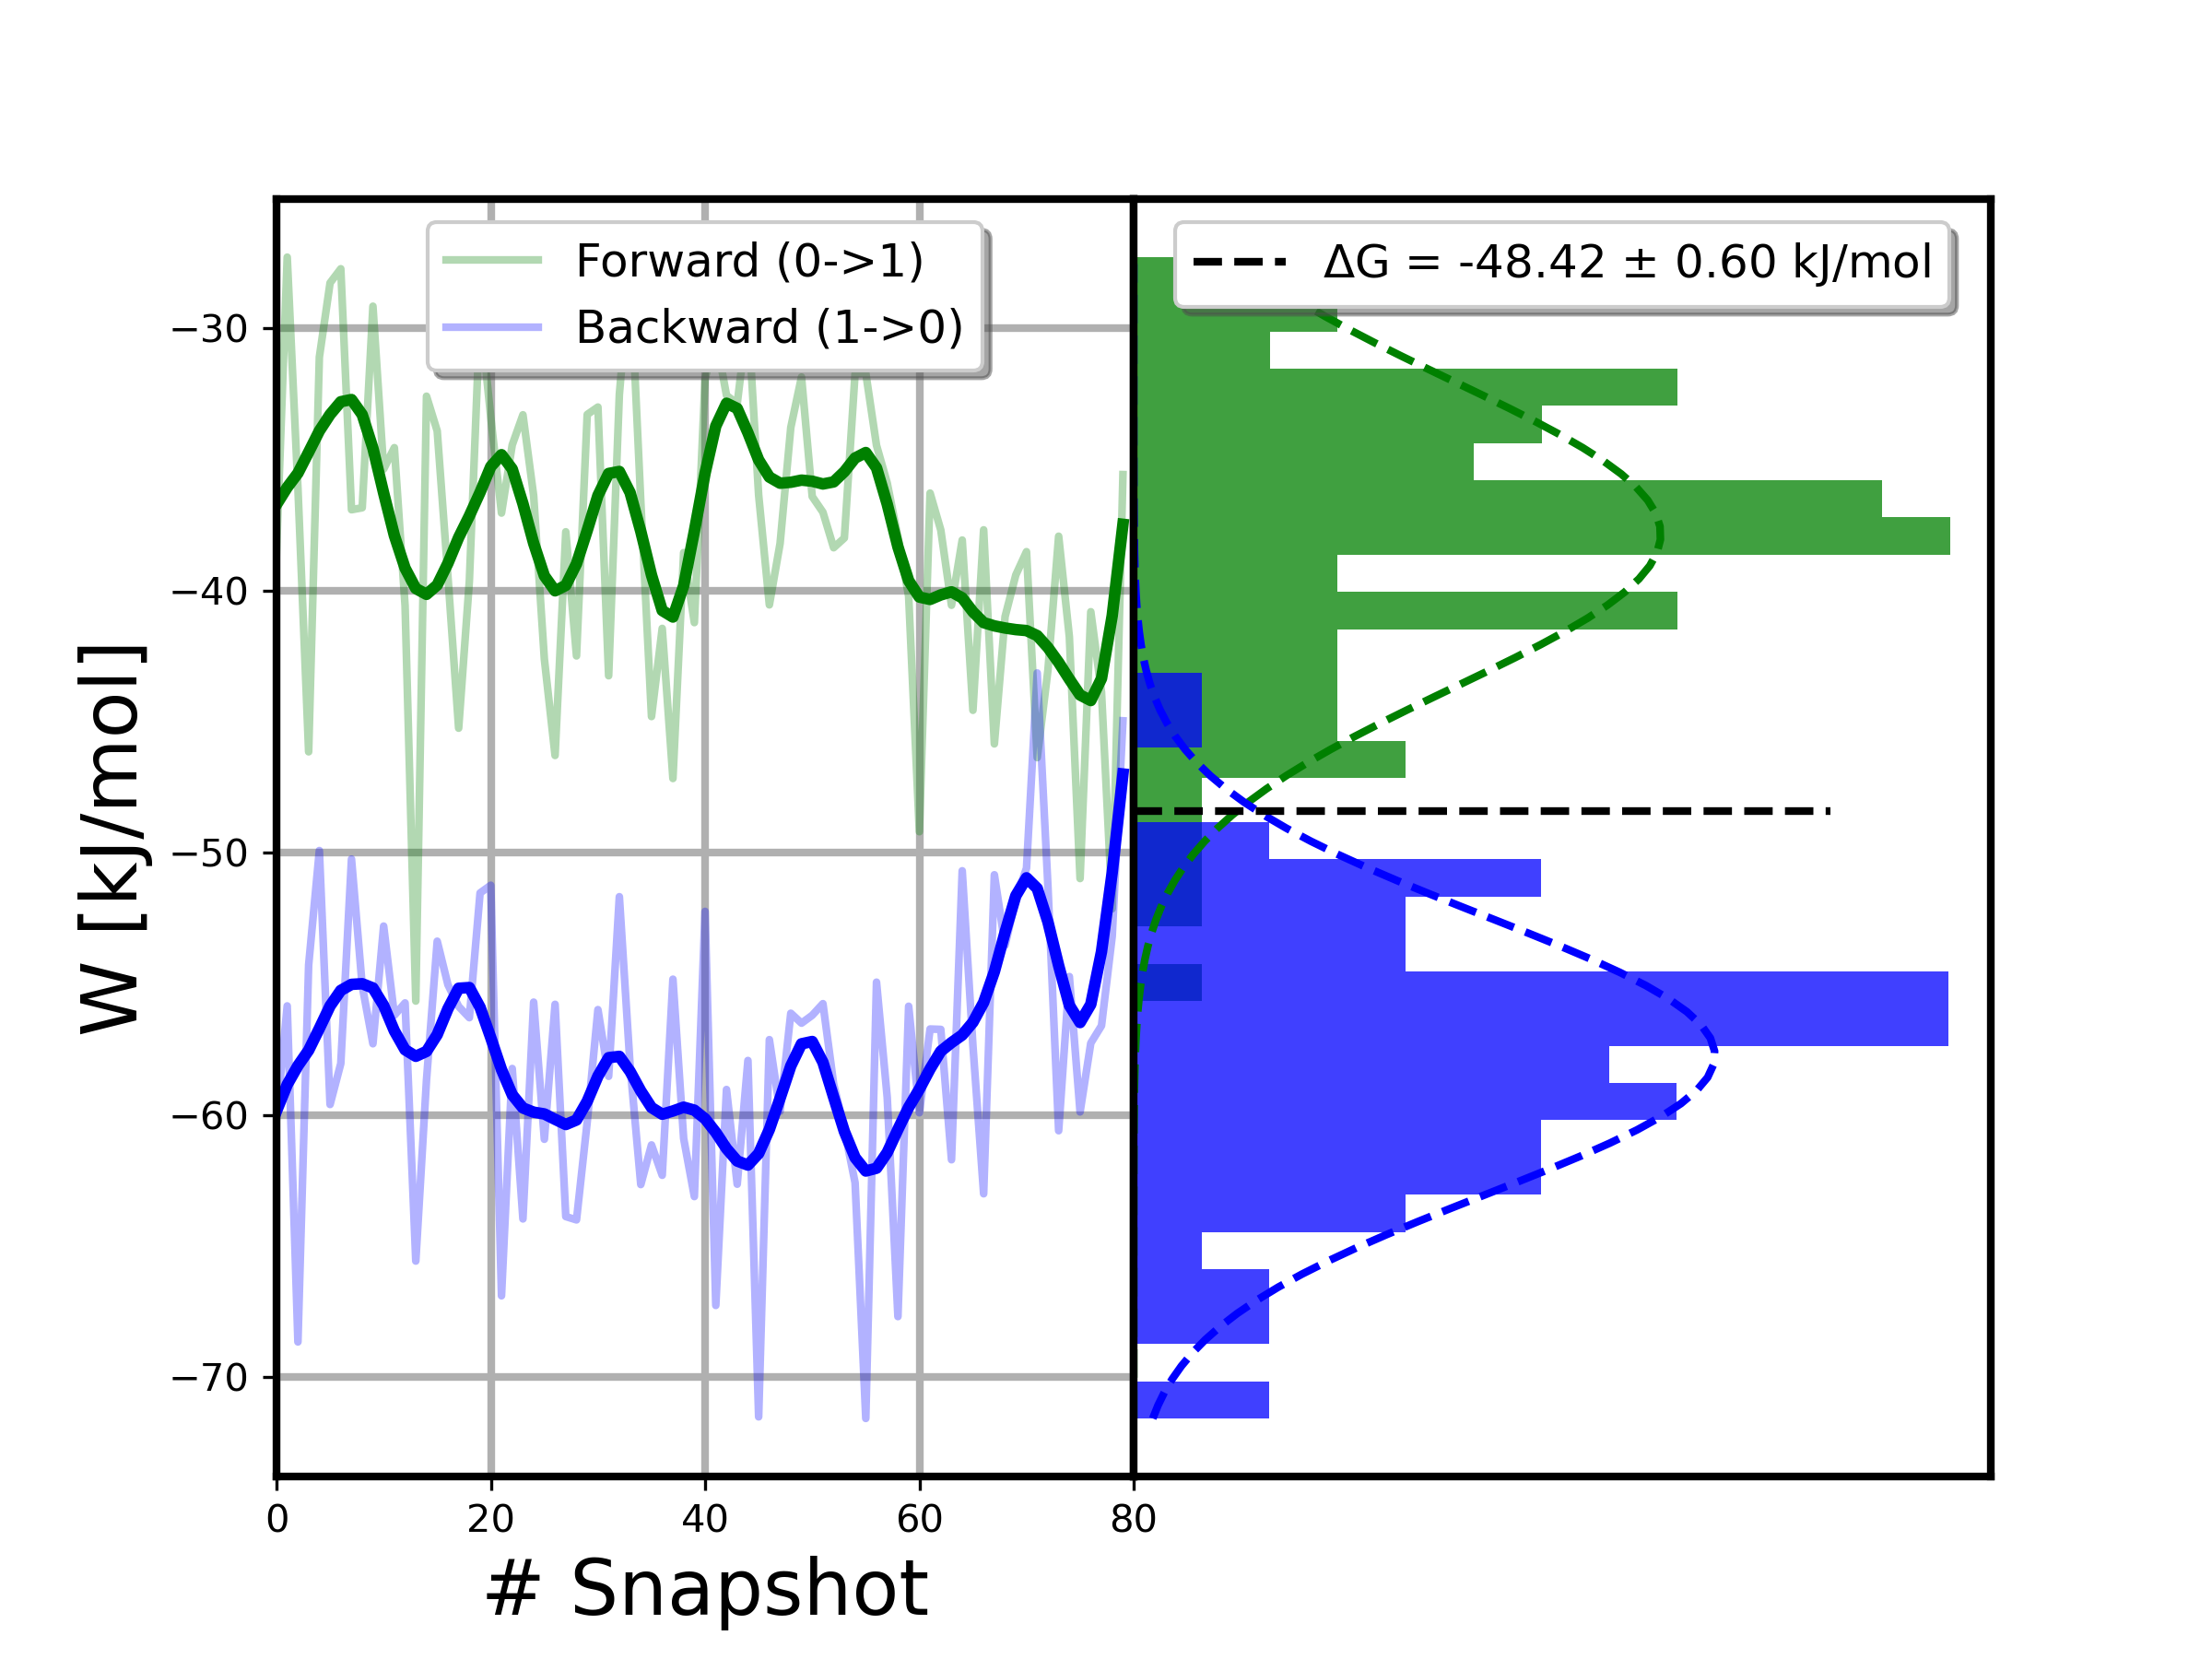 Forward (0->1)
Backward (1->0)
ΔG = -48.42 ± 0.60 kJ/mol
W [kJ/mol]
−30
−40
−50
−60
−70
0 20 40 60 80
# Snapshot